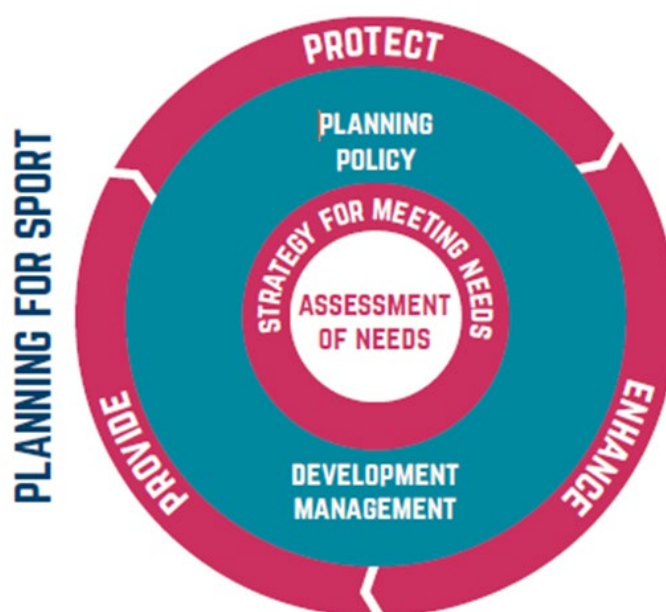 PLANNING FOR SPORT
PROTECT
PLANNING
POLICY
STRATEGY FOR MEETING NEEDS
ASSESSMENT
OF NEEDS
PROVIDE
ENHANCE
DEVELOPMENT
MANAGEMENT